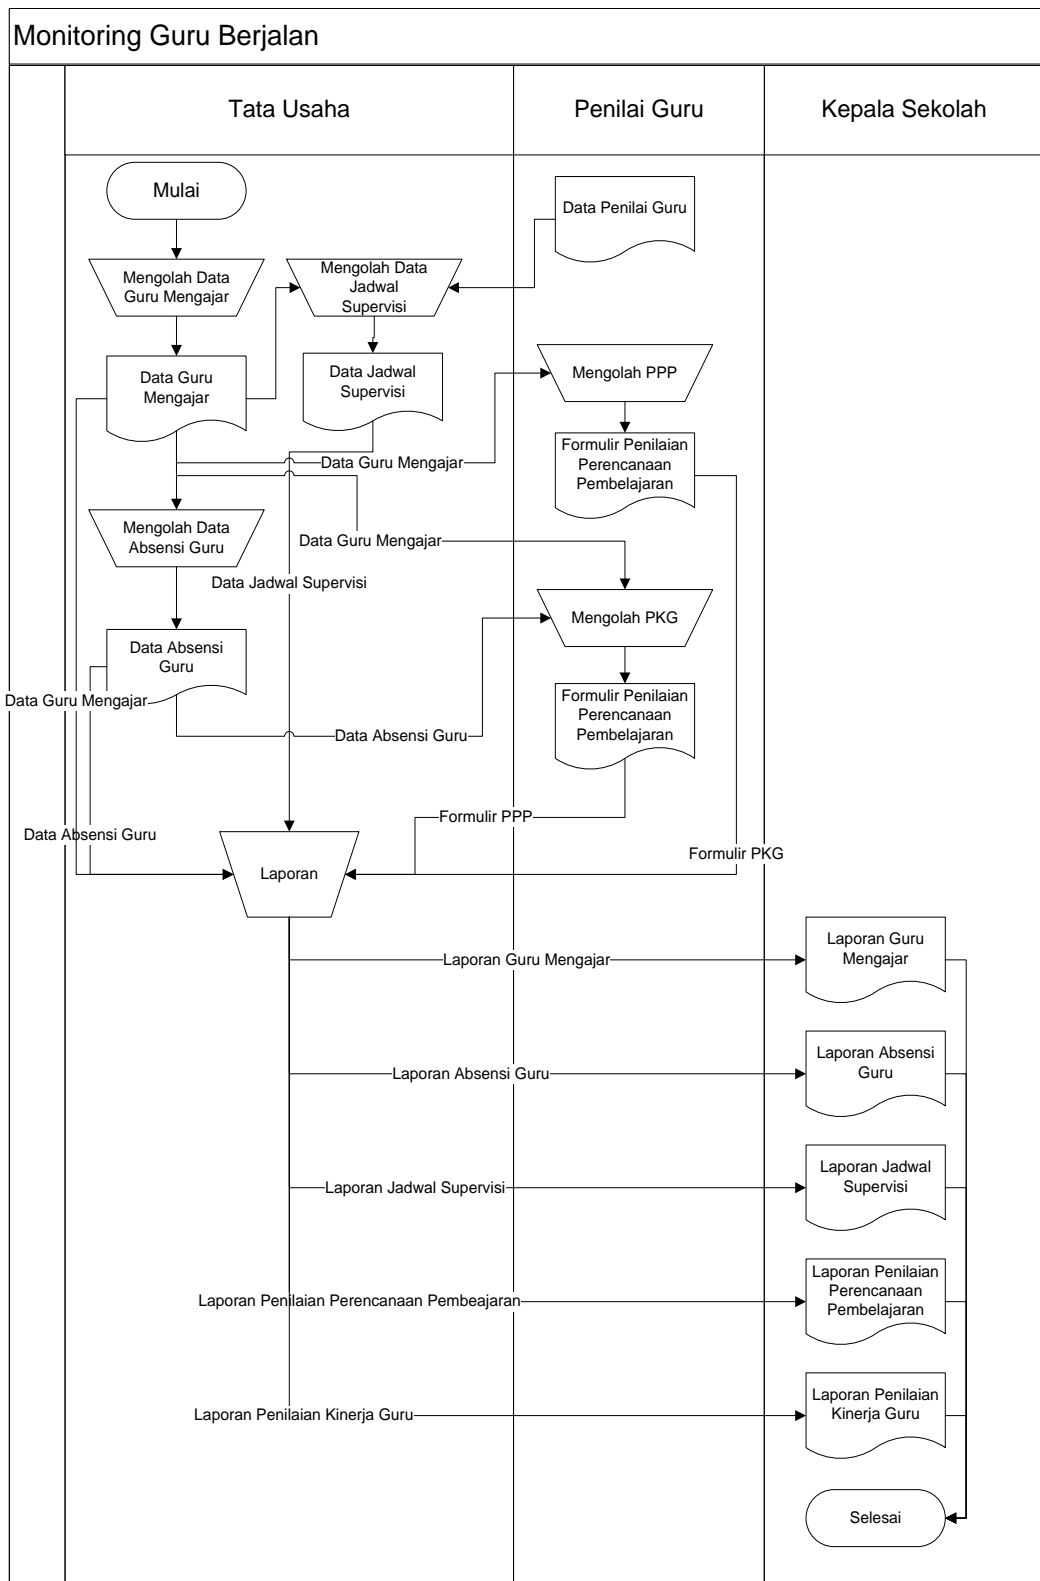 Monitoring Guru Berjalan
Tata Usaha
Penilai Guru
Kepala Sekolah
Mulai
Data Penilai Guru
Mengolah Data
Guru Mengajar
Mengolah Data
Jadwal
Supervisi
Data Guru
Mengajar
Data Jadwal
Supervisi
Mengolah PPP
Data Guru Mengajar
Formulir Penilaian
Perencanaan
Pembelajaran
Mengolah Data
Absensi Guru
Data Guru Mengajar
Data Jadwal Supervisi
Mengolah PKG
Data Absensi
Guru
Data Guru Mengajar
Formulir Penilaian
Perencanaan
Pembelajaran
Data Absensi Guru
Formulir PPP
Data Absensi Guru
Formulir PKG
Laporan
Laporan Guru Mengajar
Laporan Guru
Mengajar
Laporan Absensi Guru
Laporan Absensi
Guru
Laporan Jadwal Supervisi
Laporan Jadwal
Supervisi
Laporan Penilaian Perencanaan Pembeajaran
Laporan Penilaian
Perencanaan
Pembelajaran
Laporan Penilaian Kinerja Guru
Laporan Penilaian
Kinerja Guru
Selesai